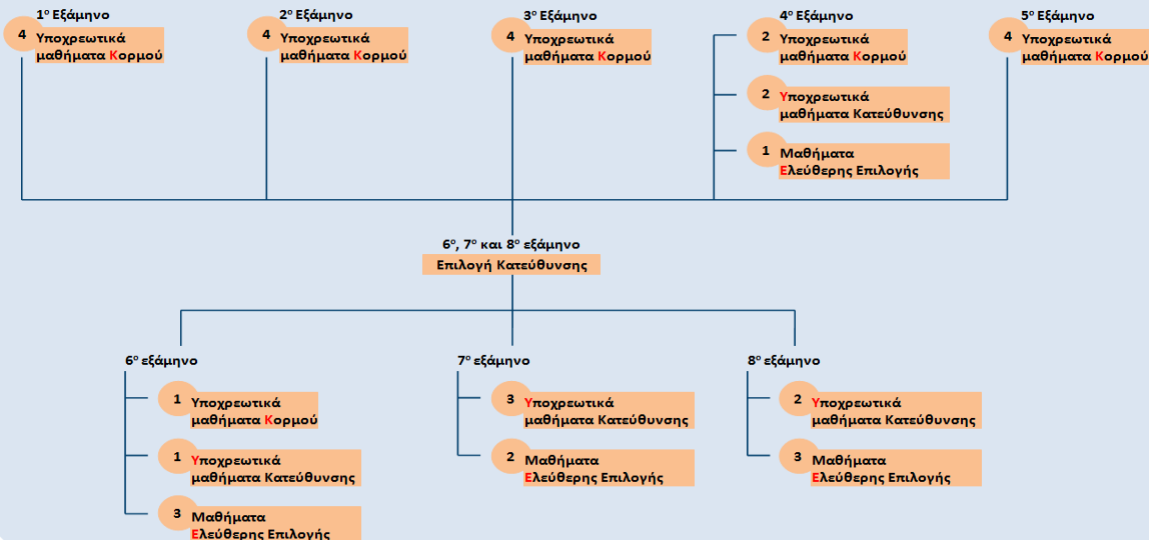 1ο Εξάμηνο
4 Υποχρεωτικά
μαθήματα Κορμού
2ο Εξάμηνο
4 Υποχρεωτικά
μαθήματα Κορμού
3ο Εξάμηνο
4 Υποχρεωτικά
μαθήματα Κορμού
4ο Εξάμηνο
2 Υποχρεωτικά
μαθήματα Κορμού
2 Υποχρεωτικά
μαθήματα Κατεύθυνσης
1 Μαθήματα
Ελεύθερης Επιλογής
5ο Εξάμηνο
4 Υποχρεωτικά
μαθήματα Κορμού
6ο, 7ο και 8ο εξάμηνο
Επιλογή Κατεύθυνσης
6ο εξάμηνο
1 Υποχρεωτικά
μαθήματα Κορμού
1 Υποχρεωτικά
μαθήματα Κατεύθυνσης
3 Μαθήματα
Ελεύθερης Επιλογής
7ο εξάμηνο
3 Υποχρεωτικά
μαθήματα Κατεύθυνσης
2 Μαθήματα
Ελεύθερης Επιλογής
8ο εξάμηνο
2 Υποχρεωτικά
μαθήματα Κατεύθυνσης
3 Μαθήματα
Ελεύθερης Επιλογής